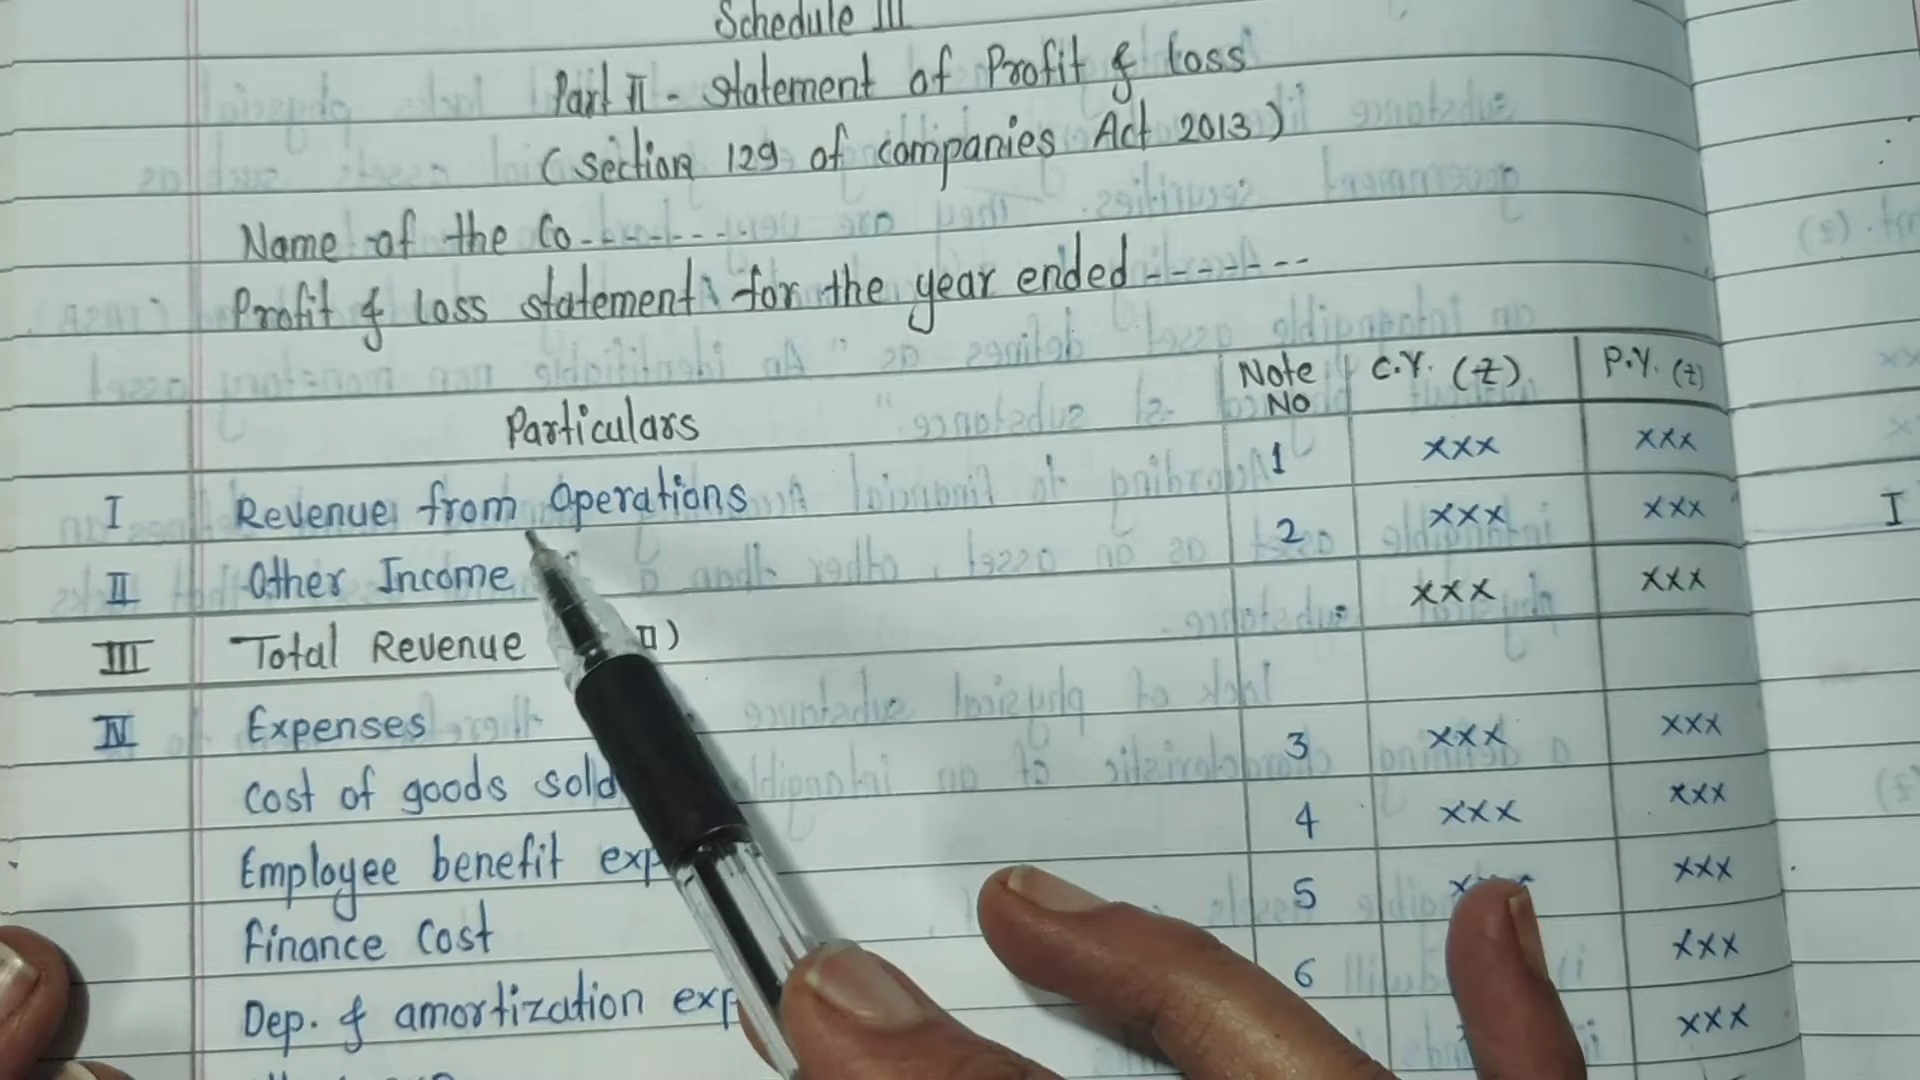 Schedule III
Part II - Statement of Profit & Loss
(Section 129 of companies Act 2013)
Name of the Co----------
Profit & Loss statement for the year ended -------
Particulars Note No C.Y. (₹) P.Y. (₹)
I Revenue from Operations 1 xxx xxx
II Other Income 2 xxx xxx
III Total Revenue II) xxx xxx
IV Expenses
Cost of goods sold 3 xxx xxx
Employee benefit exp 4 xxx xxx
Finance Cost 5 xxx
Dep. & amortization exp 6 xxx
xxx
I